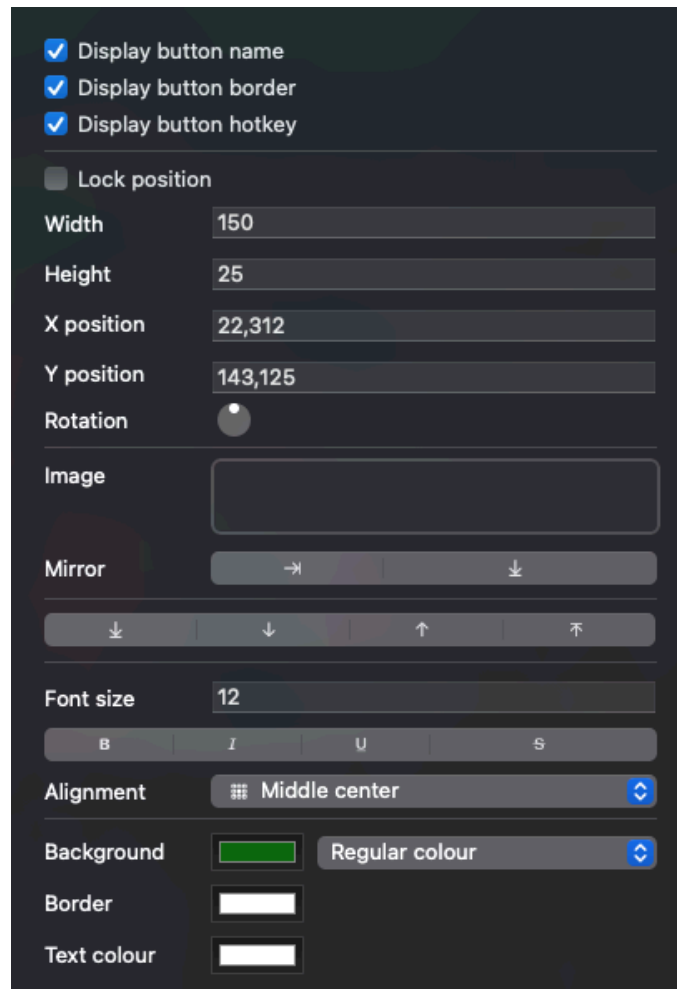 Display button name
Display button border
Display button hotkey
Lock position
Width 150
Height 25
X position 22,312
Y position 143,125
Rotation
Image
Mirror
Font size 12
B I U S
Alignment Middle center
Background Regular colour
Border
Text colour